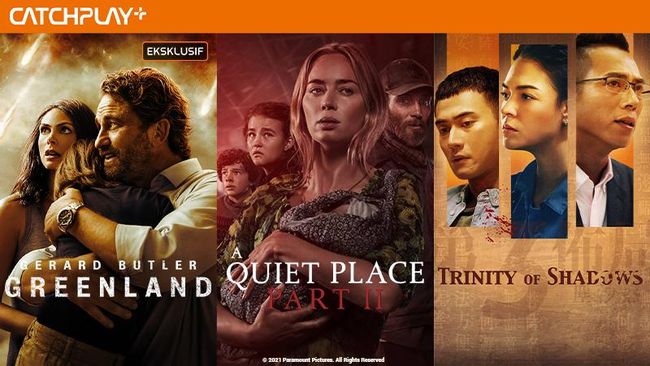 CATCHPLAY+
EKSKLUSIF
GERARD BUTLER
GREENLAND
A
QUIET PLACE
PART II
© 2021 Paramount Pictures. All Rights Reserved
TRINITY OF SHADOWS